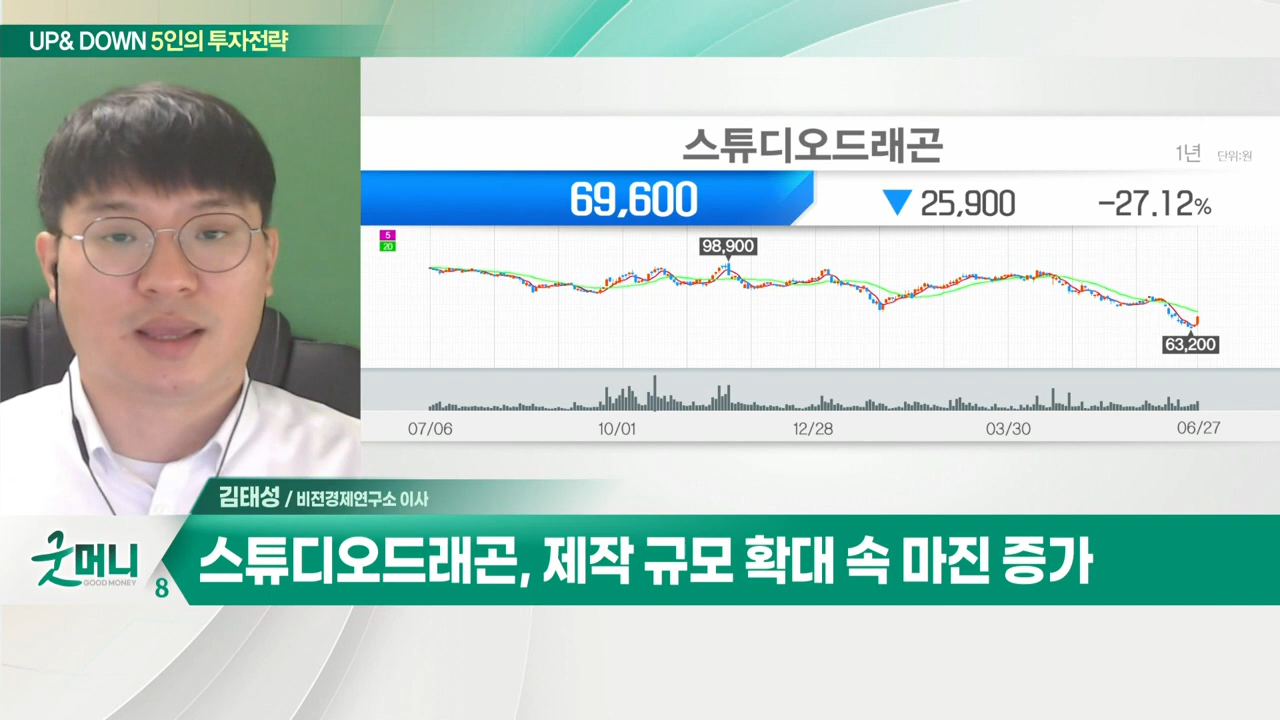 UP& DOWN 5인의 투자전략
스튜디오드래곤
1년 단위:원
69,600 ▼ 25,900 -27.12%
5
20
98,900
63,200
07/06 10/01 12/28 03/30 06/27
김태성 / 비전경제연구소 이사
굿머니
GOOD MONEY
8
스튜디오드래곤, 제작 규모 확대 속 마진 증가